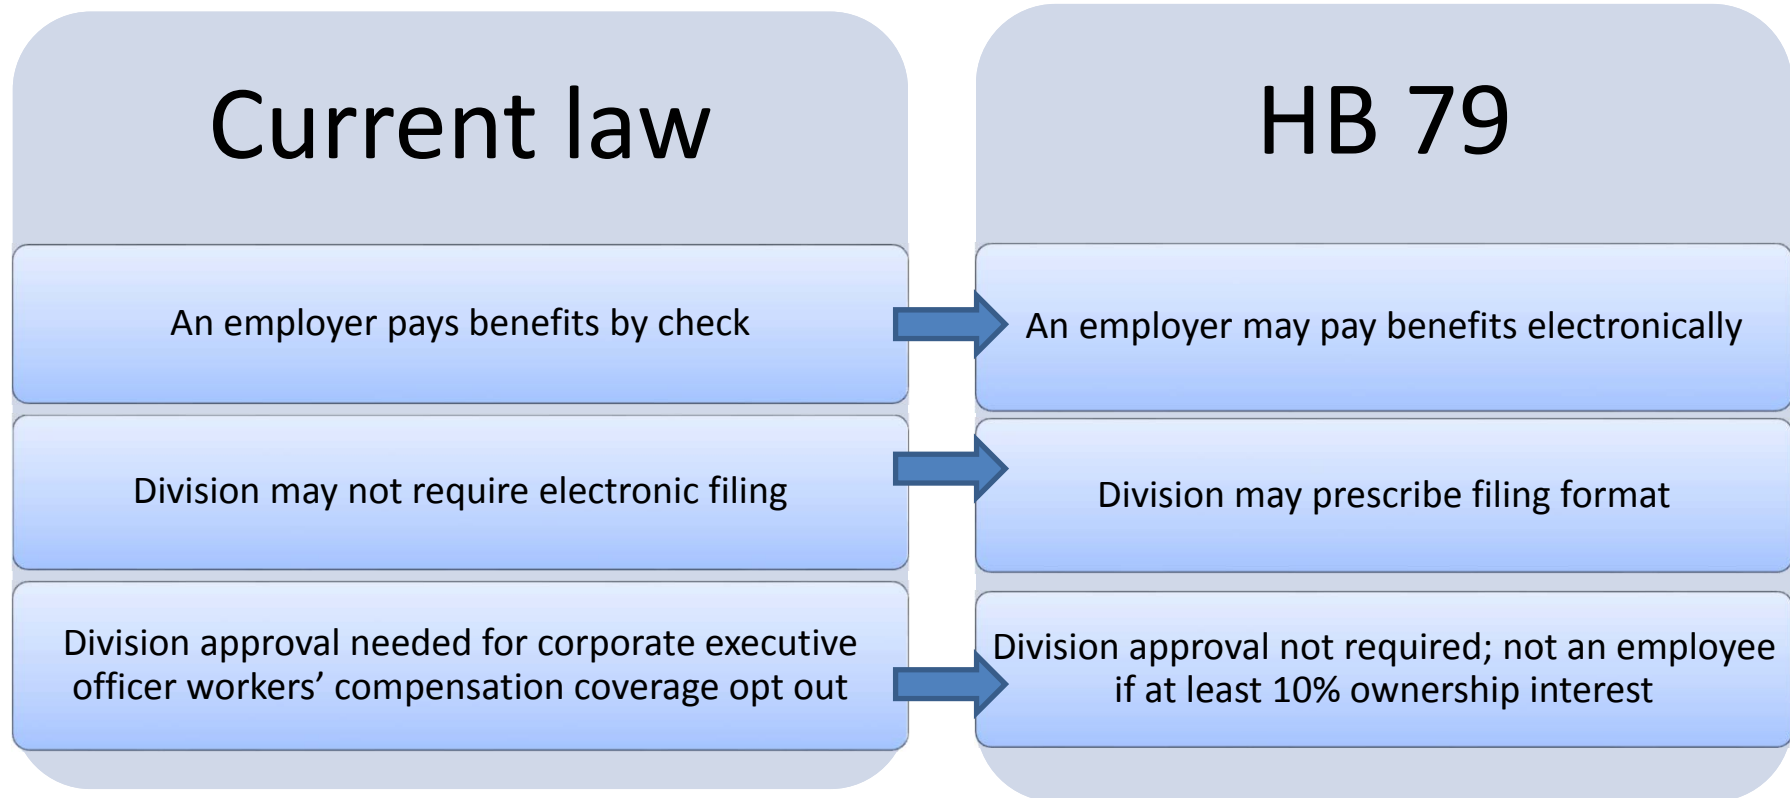 Current law
An employer pays benefits by check
Division may not require electronic filing
Division approval needed for corporate executive
officer workers’ compensation coverage opt out
HB 79
An employer may pay benefits electronically
Division may prescribe filing format
Division approval not required; not an employee
if at least 10% ownership interest